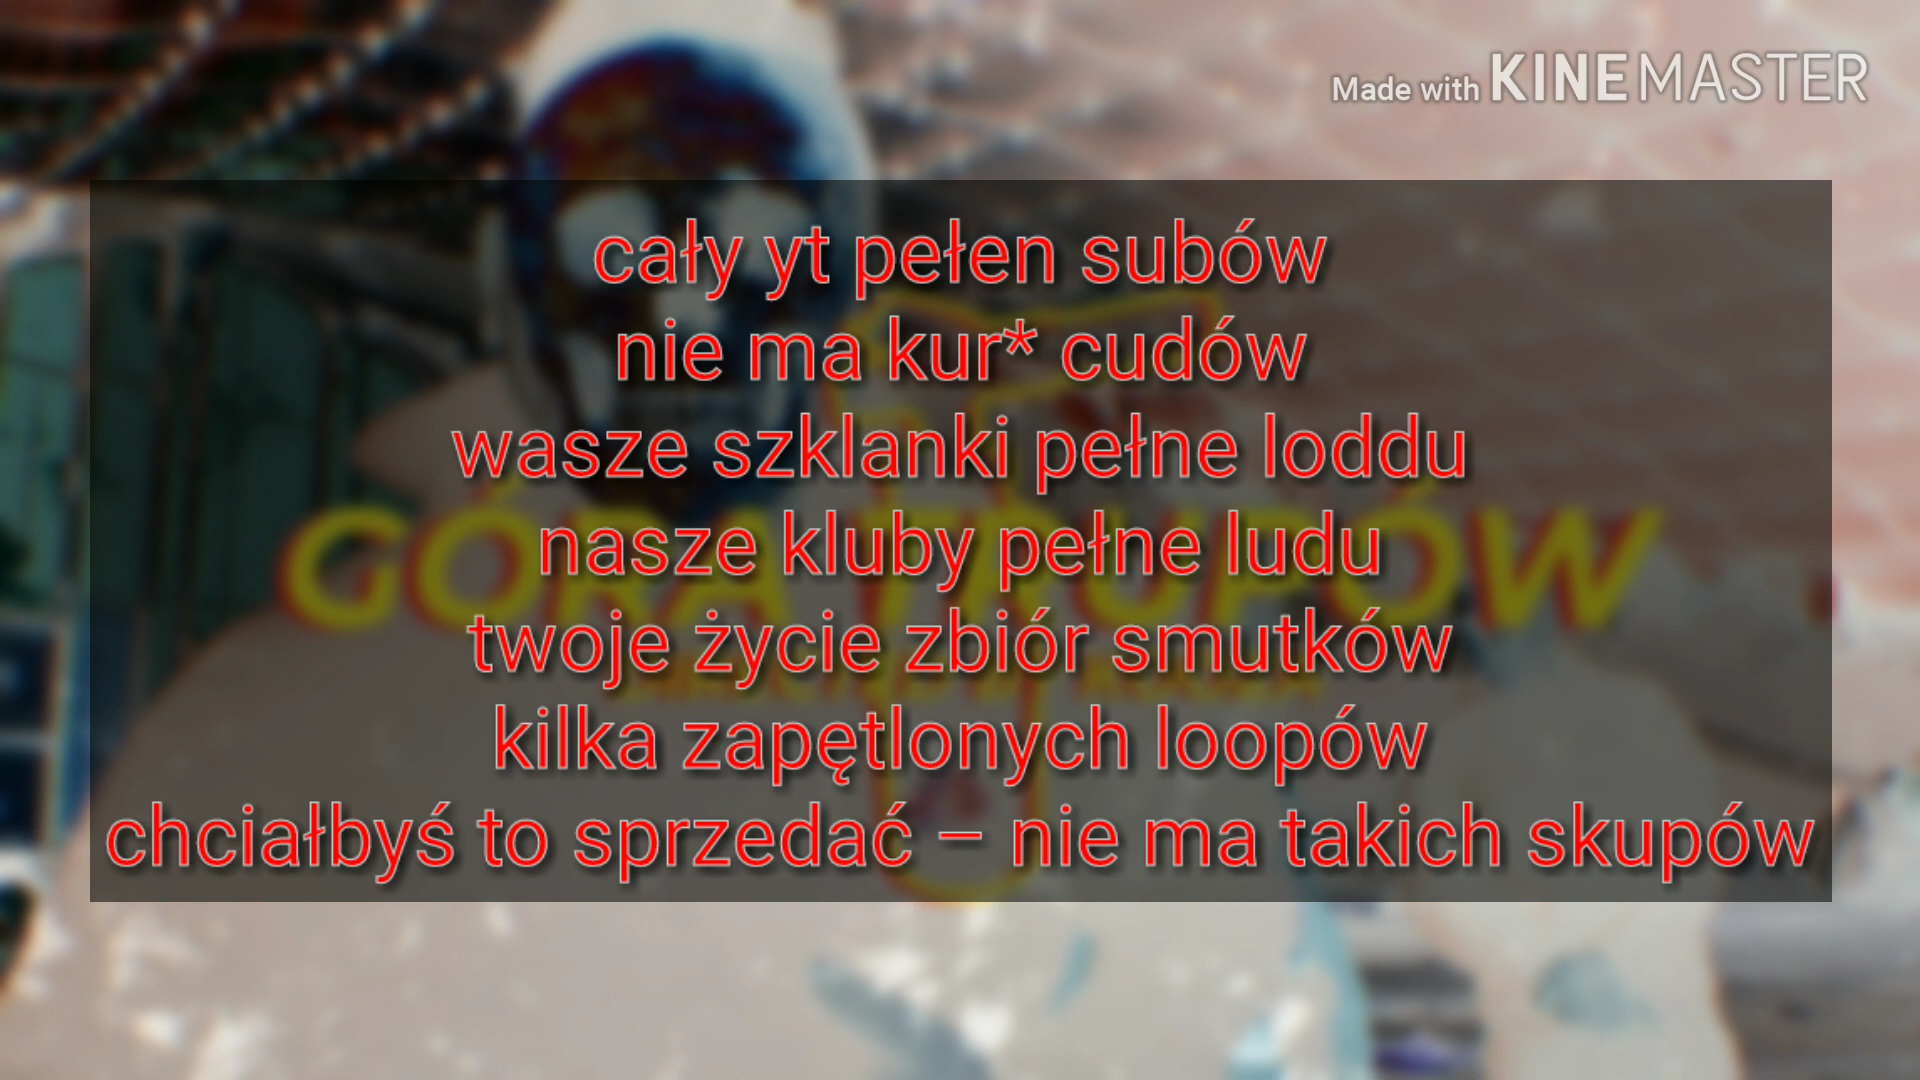 Made with KINEMASTER
cały yt pełen subów
nie ma kur* cudów
wasze szklanki pełne loddu
GÓRA TRUPÓW
nasze kluby pełne ludu
twoje życie zbiór smutków
kilka zapętlonych loopów
chciałbyś to sprzedać – nie ma takich skupów